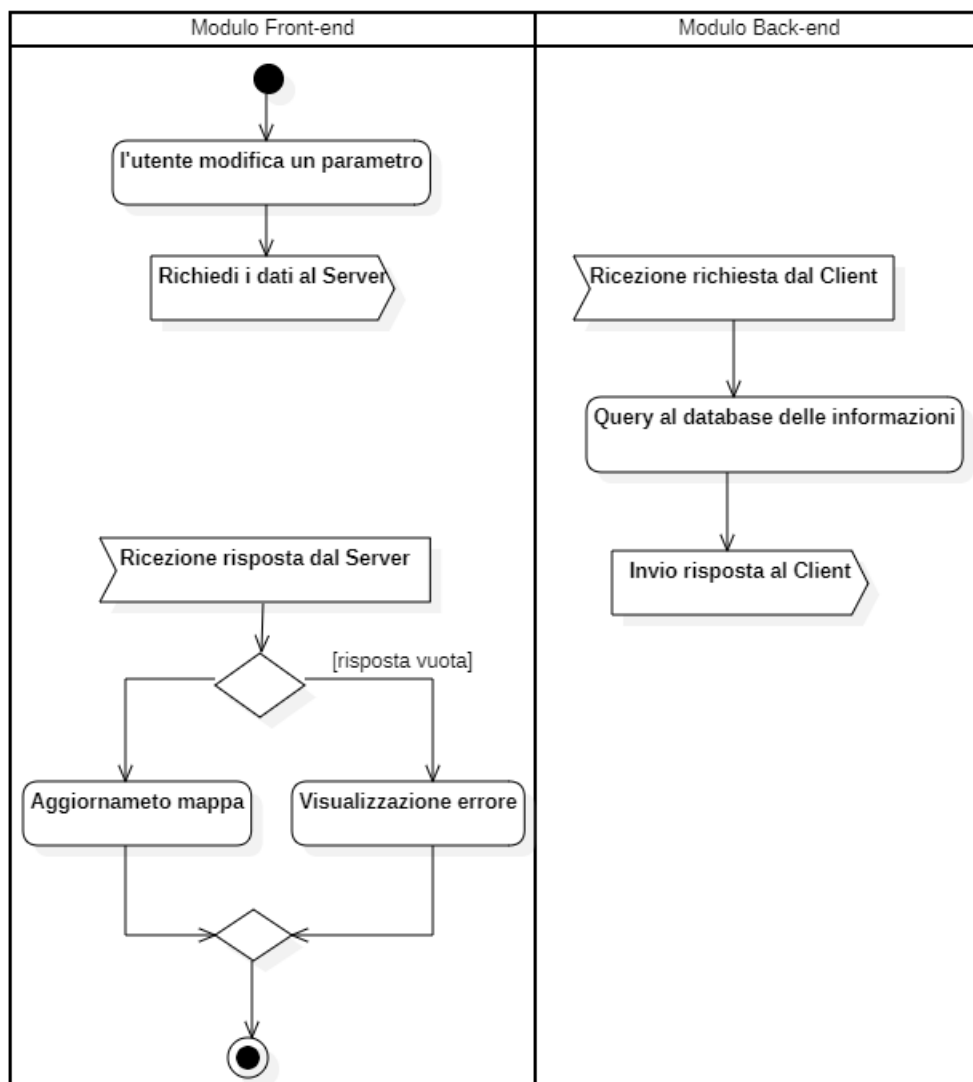 Modulo Front-end
Modulo Back-end
l'utente modifica un parametro
Richiedi i dati al Server
Ricezione richiesta dal Client
Query al database delle informazioni
Ricezione risposta dal Server
Invio risposta al Client
[risposta vuota]
Aggiornameto mappa
Visualizzazione errore